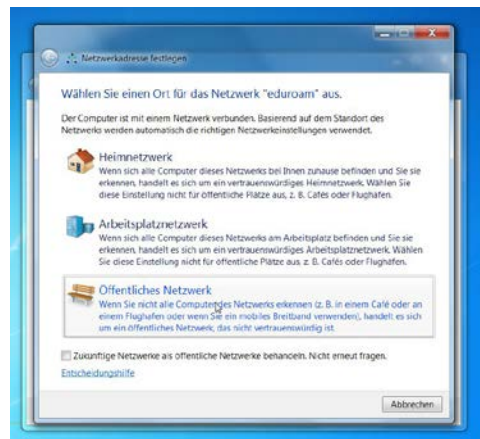 Netzwerkadresse festlegen
Wählen Sie einen Ort für das Netzwerk "eduroam" aus.
Der Computer ist mit einem Netzwerk verbunden. Basierend auf dem Standort des
Netzwerks werden automatisch die richtigen Netzwerkeinstellungen verwendet.
Heimnetzwerk
Wenn sich alle Computer dieses Netzwerks bei Ihnen zuhause befinden und Sie sie
erkennen, handelt es sich um ein vertrauenswürdiges Heimnetzwerk. Wählen Sie
diese Einstellung nicht für öffentliche Plätze aus, z. B. Cafés oder Flughäfen.
Arbeitsplatznetzwerk
Wenn sich alle Computer dieses Netzwerks am Arbeitsplatz befinden und Sie sie
erkennen, handelt es sich um ein vertrauenswürdiges Arbeitsplatznetzwerk. Wählen
Sie diese Einstellung nicht für öffentliche Plätze aus, z. B. Cafés oder Flughäfen.
Öffentliches Netzwerk
Wenn Sie nicht alle Computer des Netzwerks erkennen (z. B. in einem Café oder an
einem Flughafen oder wenn Sie ein mobiles Breitband verwenden), handelt es sich
um ein öffentliches Netzwerk, das nicht vertrauenswürdig ist.
Zukünftige Netzwerke als öffentliche Netzwerke behandeln. Nicht erneut fragen.
Entscheidungshilfe
Abbrechen